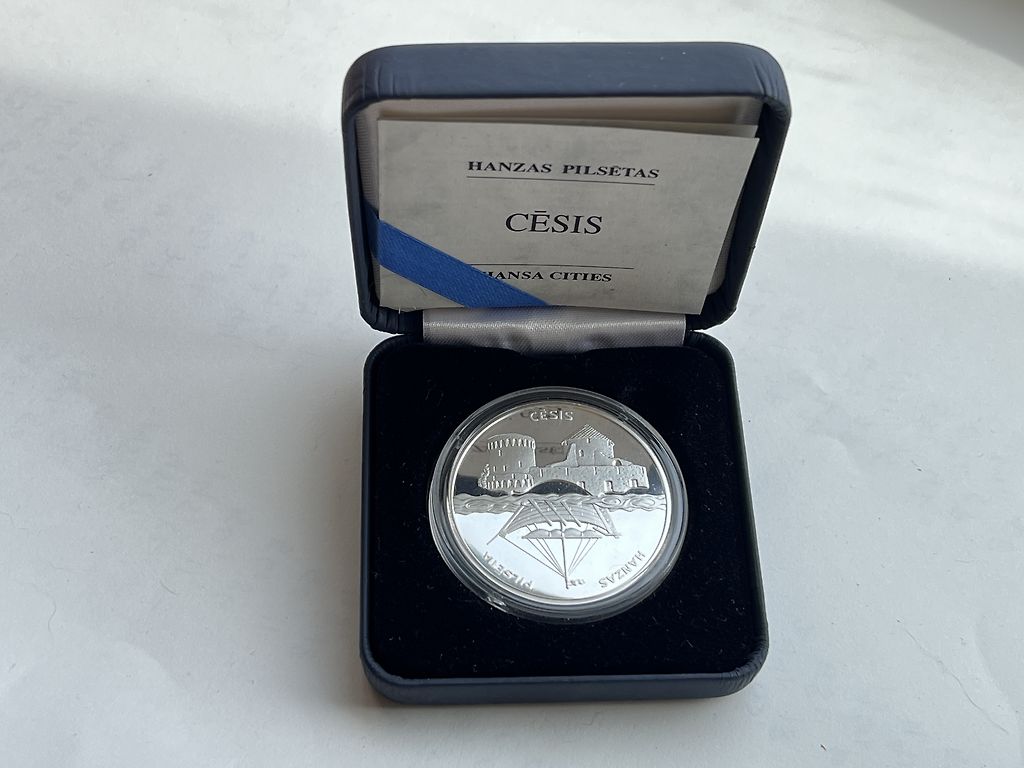 HANZAS PILSĒTAS
CĒSIS
HANSA CITIES
CĒSIS
HANZAS
PILSĒTA